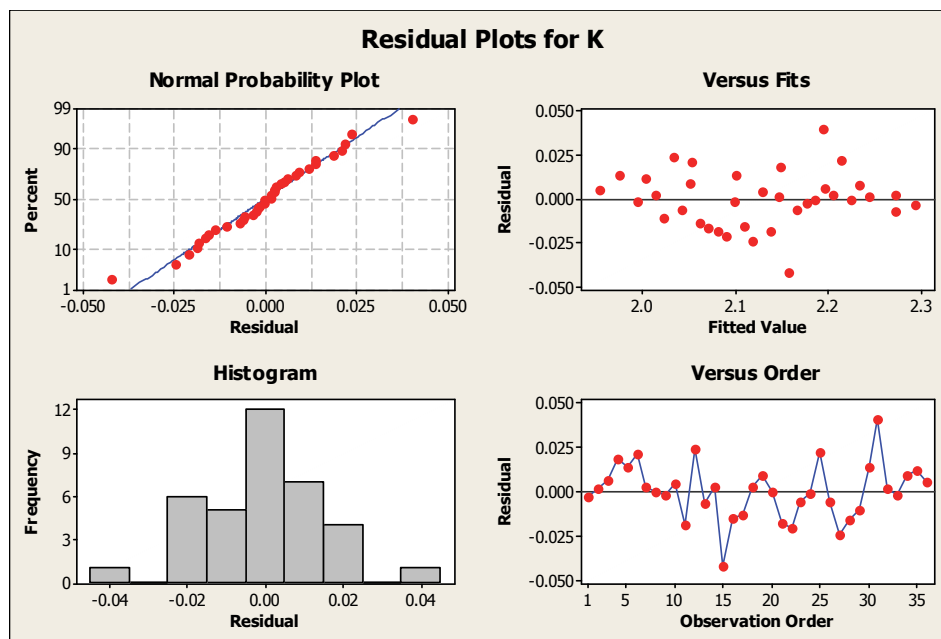 Residual Plots for K
Normal Probability Plot
99
90
50
10
1
Percent
-0.050 -0.025 0.000 0.025 0.050
Residual
Versus Fits
0.050
0.025
0.000
-0.025
-0.050
Residual
2.0 2.1 2.2 2.3
Fitted Value
Histogram
12
9
6
3
0
Frequency
-0.04 -0.02 0.00 0.02 0.04
Residual
Versus Order
0.050
0.025
0.000
-0.025
-0.050
Residual
1 5 10 15 20 25 30 35
Observation Order